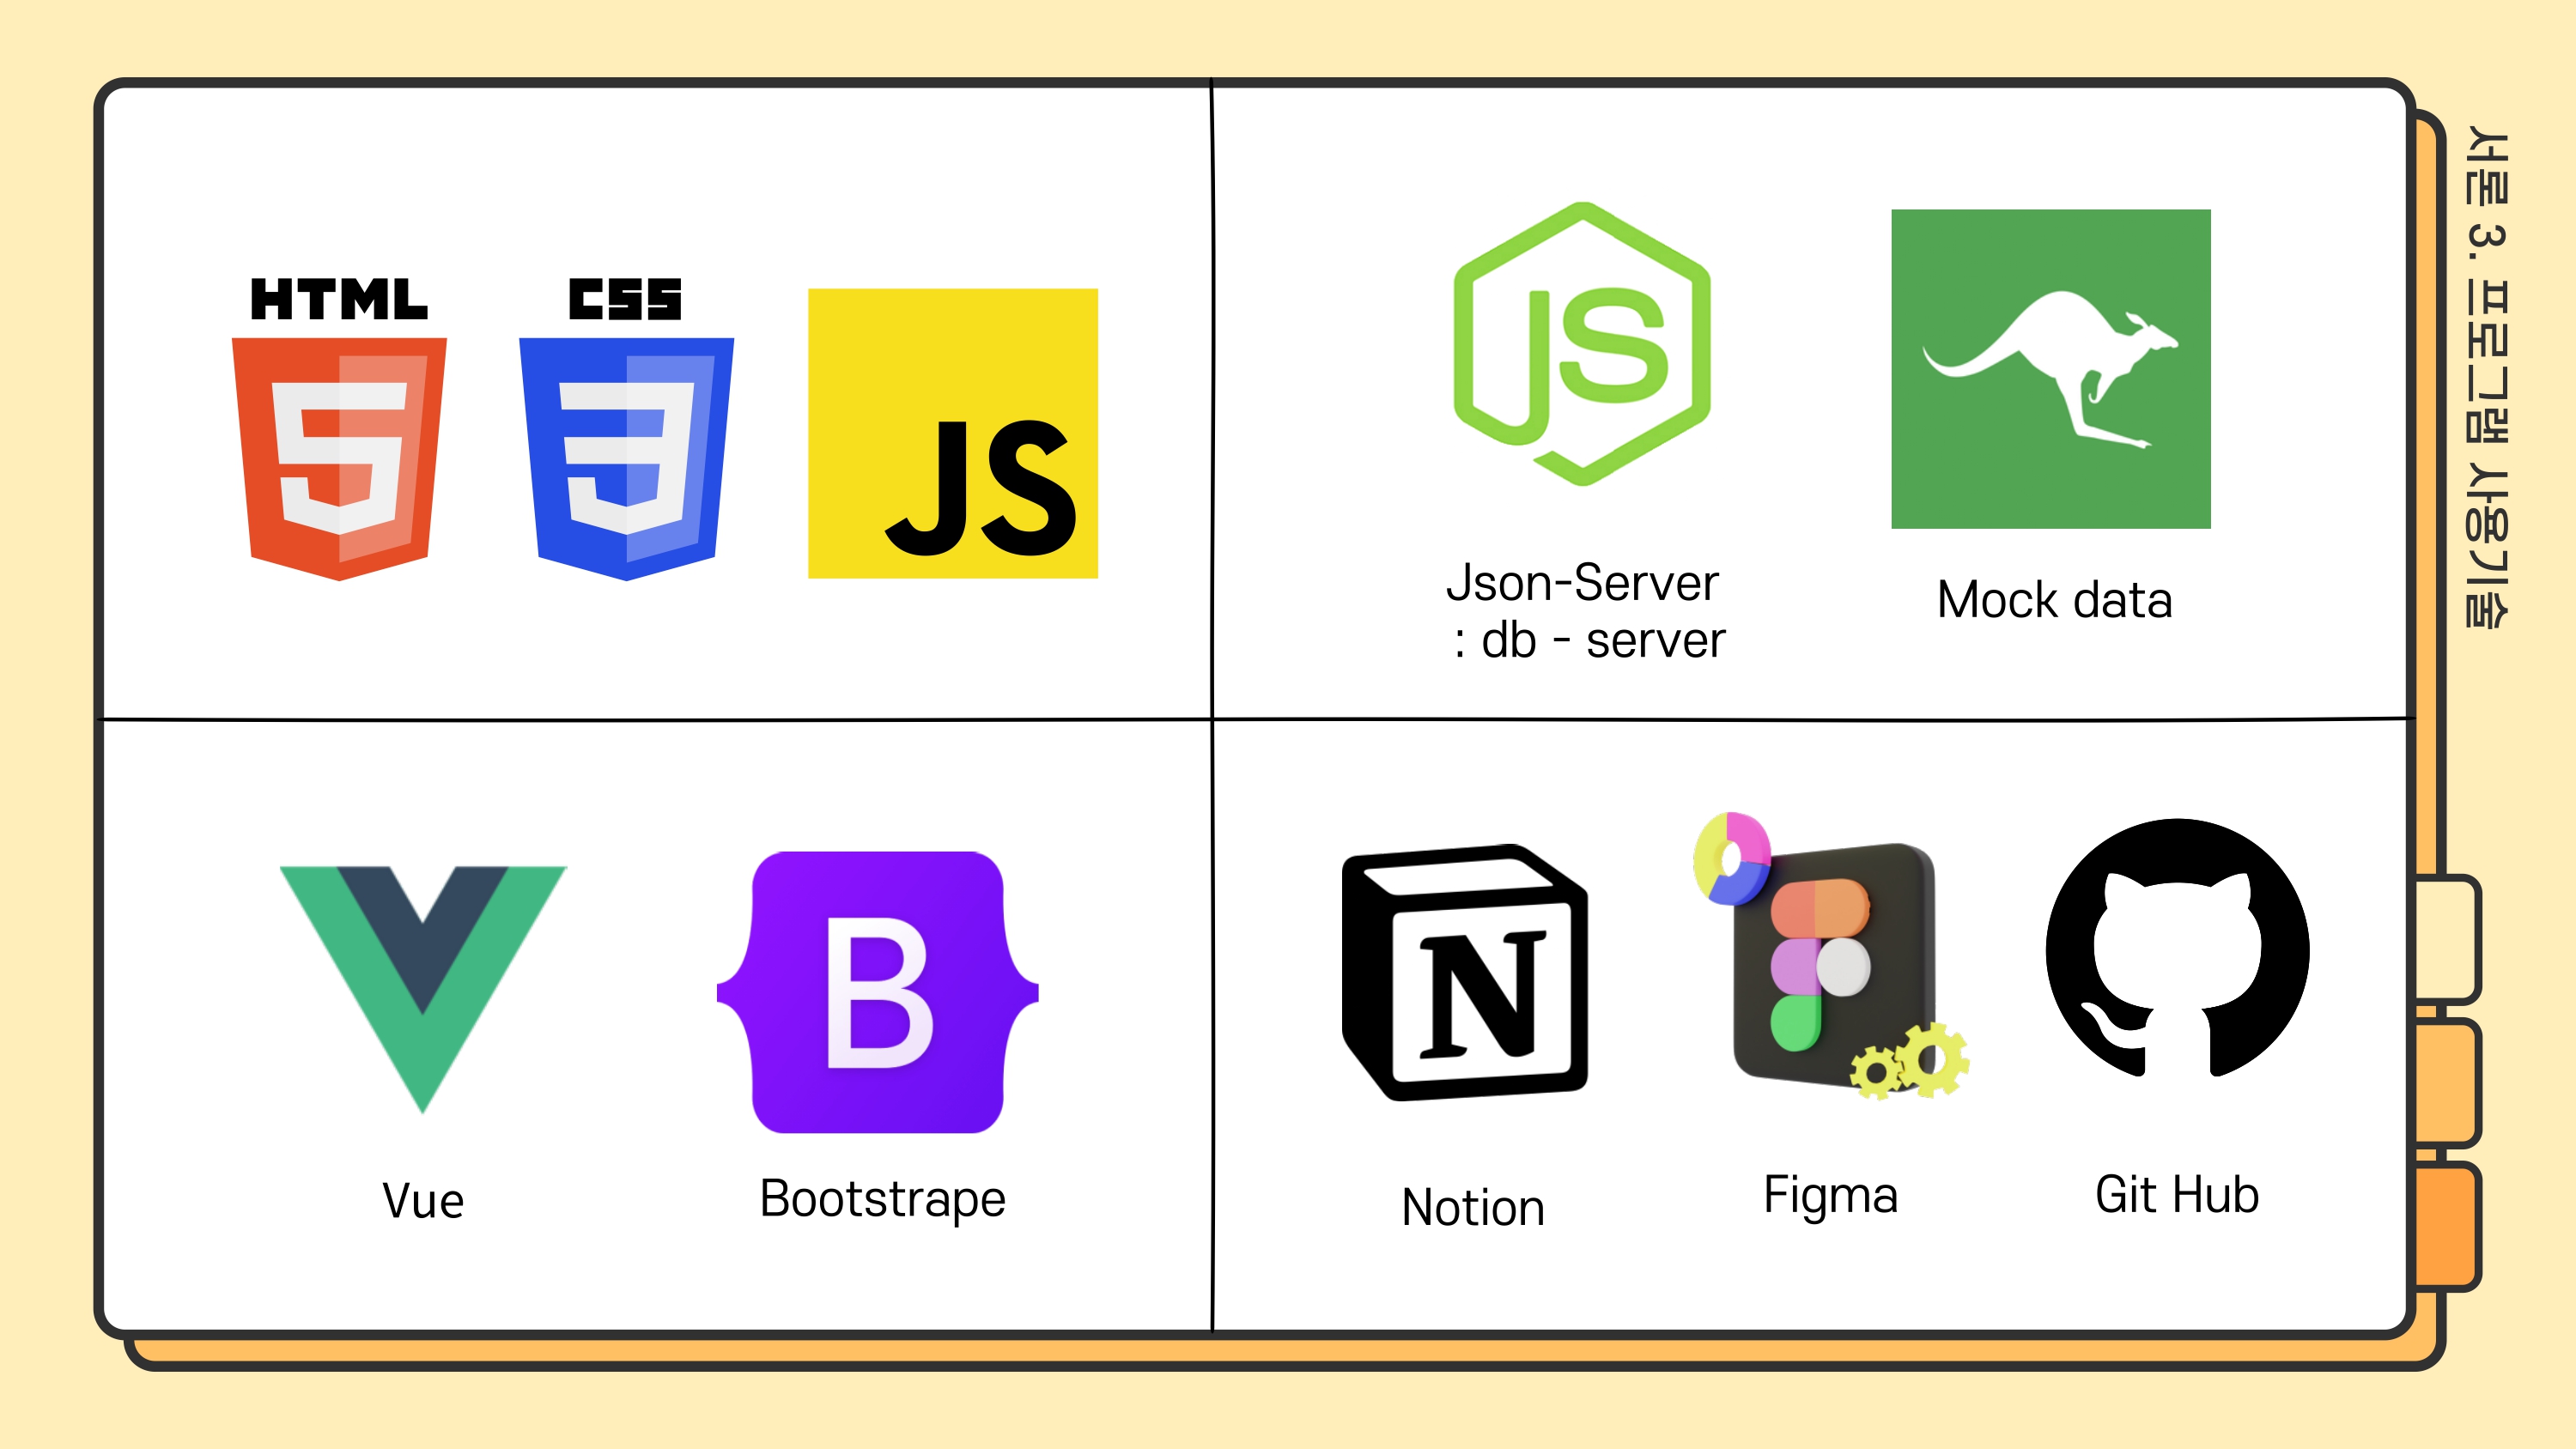 HTML
5
CSS
3
JS
JS
Json-Server
: db - server
Mock data
Vue
B
Bootstrape
N
Notion
Figma
Git Hub
서론 3. 프로그램 사용기술